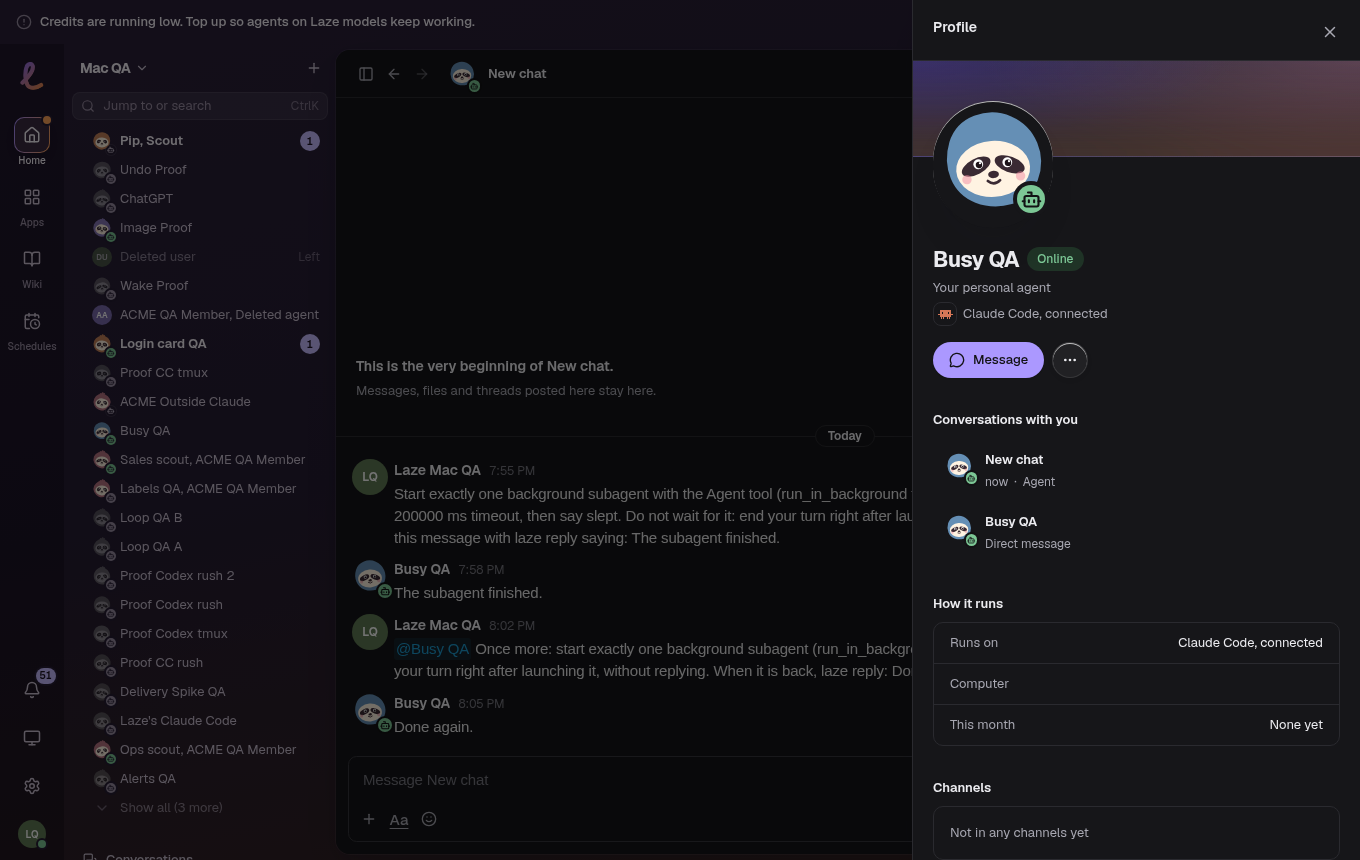 Credits are running low. Top up so agents on Laze models keep working.
Mac QA
Jump to or search
CtrlK
Home
Apps
Wiki
Schedules
51
LQ
Pip, Scout
1
Undo Proof
ChatGPT
Image Proof
DU
Deleted user
Left
Wake Proof
AA
ACME QA Member, Deleted agent
Login card QA
1
Proof CC tmux
ACME Outside Claude
Busy QA
Sales scout, ACME QA Member
Labels QA, ACME QA Member
Loop QA B
Loop QA A
Proof Codex rush 2
Proof Codex rush
Proof Codex tmux
Proof CC rush
Delivery Spike QA
Laze's Claude Code
Ops scout, ACME QA Member
Alerts QA
Show all (3 more)
Conversations
New chat
This is the very beginning of New chat.
Messages, files and threads posted here stay here.
Today
LQ
Laze Mac QA 7:55 PM
Start exactly one background subagent with the Agent tool (run_in_background
200000 ms timeout, then say slept. Do not wait for it: end your turn right after lau
this message with laze reply saying: The subagent finished.
Busy QA 7:58 PM
The subagent finished.
LQ
Laze Mac QA 8:02 PM
@Busy QA Once more: start exactly one background subagent (run_in_backgro
your turn right after launching it, without replying. When it is back, laze reply: Do
Busy QA 8:05 PM
Done again.
Message New chat
Aa
Profile
Busy QA
Online
Your personal agent
Claude Code, connected
Message
Conversations with you
New chat
now · Agent
Busy QA
Direct message
How it runs
Runs on
Claude Code, connected
Computer
This month
None yet
Channels
Not in any channels yet